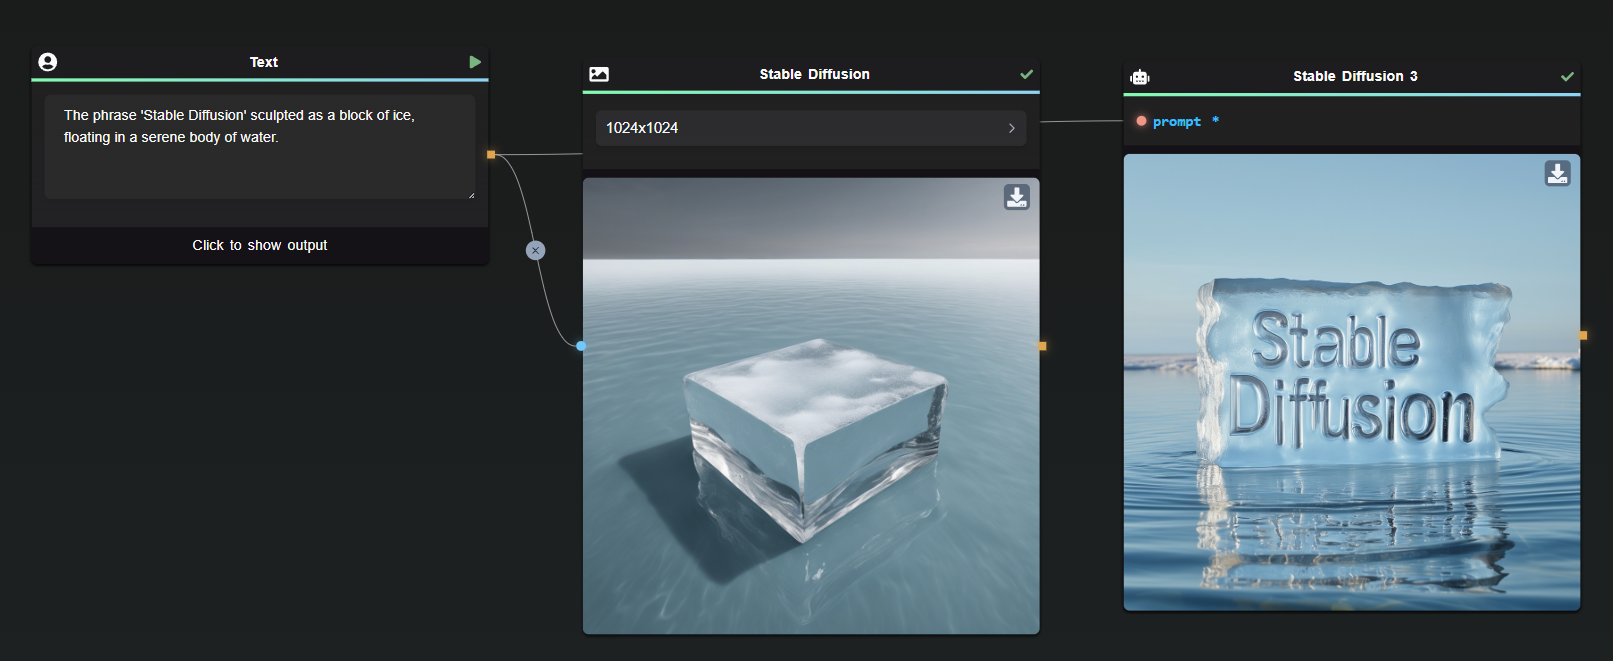 Text
The phrase 'Stable Diffusion' sculpted as a block of ice,
floating in a serene body of water.
Click to show output
Stable Diffusion
1024x1024
Stable Diffusion 3
prompt *
Stable
Diffusion